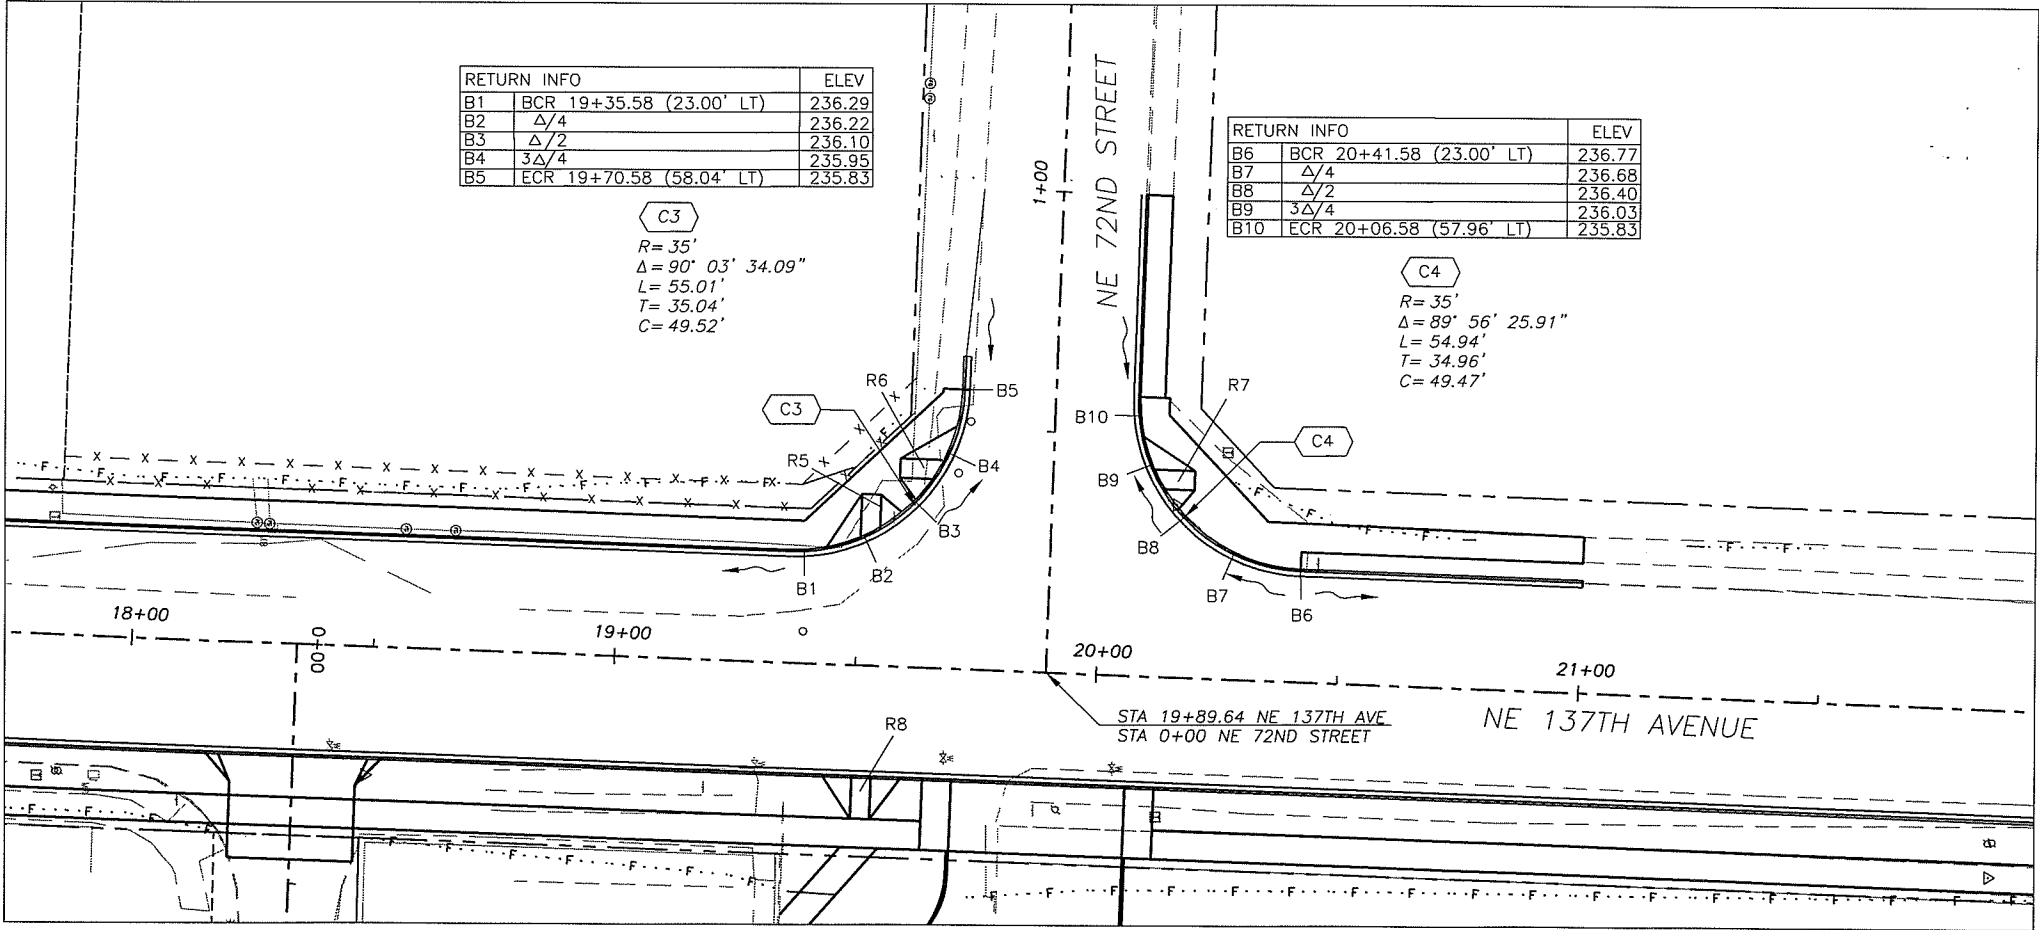 RETURN INFO ELEV
B1 BCR 19+35.58 (23.00' LT) 236.29
B2 Δ/4 236.22
B3 Δ/2 236.10
B4 3Δ/4 235.95
B5 ECR 19+70.58 (58.04' LT) 235.83
C3
R= 35'
Δ= 90° 03' 34.09"
L= 55.01'
T= 35.04'
C= 49.52'
NE 72ND STREET
1+00
RETURN INFO ELEV
B6 BCR 20+41.58 (23.00' LT) 236.77
B7 Δ/4 236.68
B8 Δ/2 236.40
B9 3Δ/4 236.03
B10 ECR 20+06.58 (57.96' LT) 235.83
C4
R= 35'
Δ= 89° 56' 25.91"
L= 54.94'
T= 34.96'
C= 49.47'
R6
B5
R7
C3
B10
C4
R5
B4
B9
B3
B8
B2
B1
B7
B6
18+00
0+00
19+00
20+00
21+00
STA 19+89.64 NE 137TH AVE
STA 0+00 NE 72ND STREET
NE 137TH AVENUE
R8